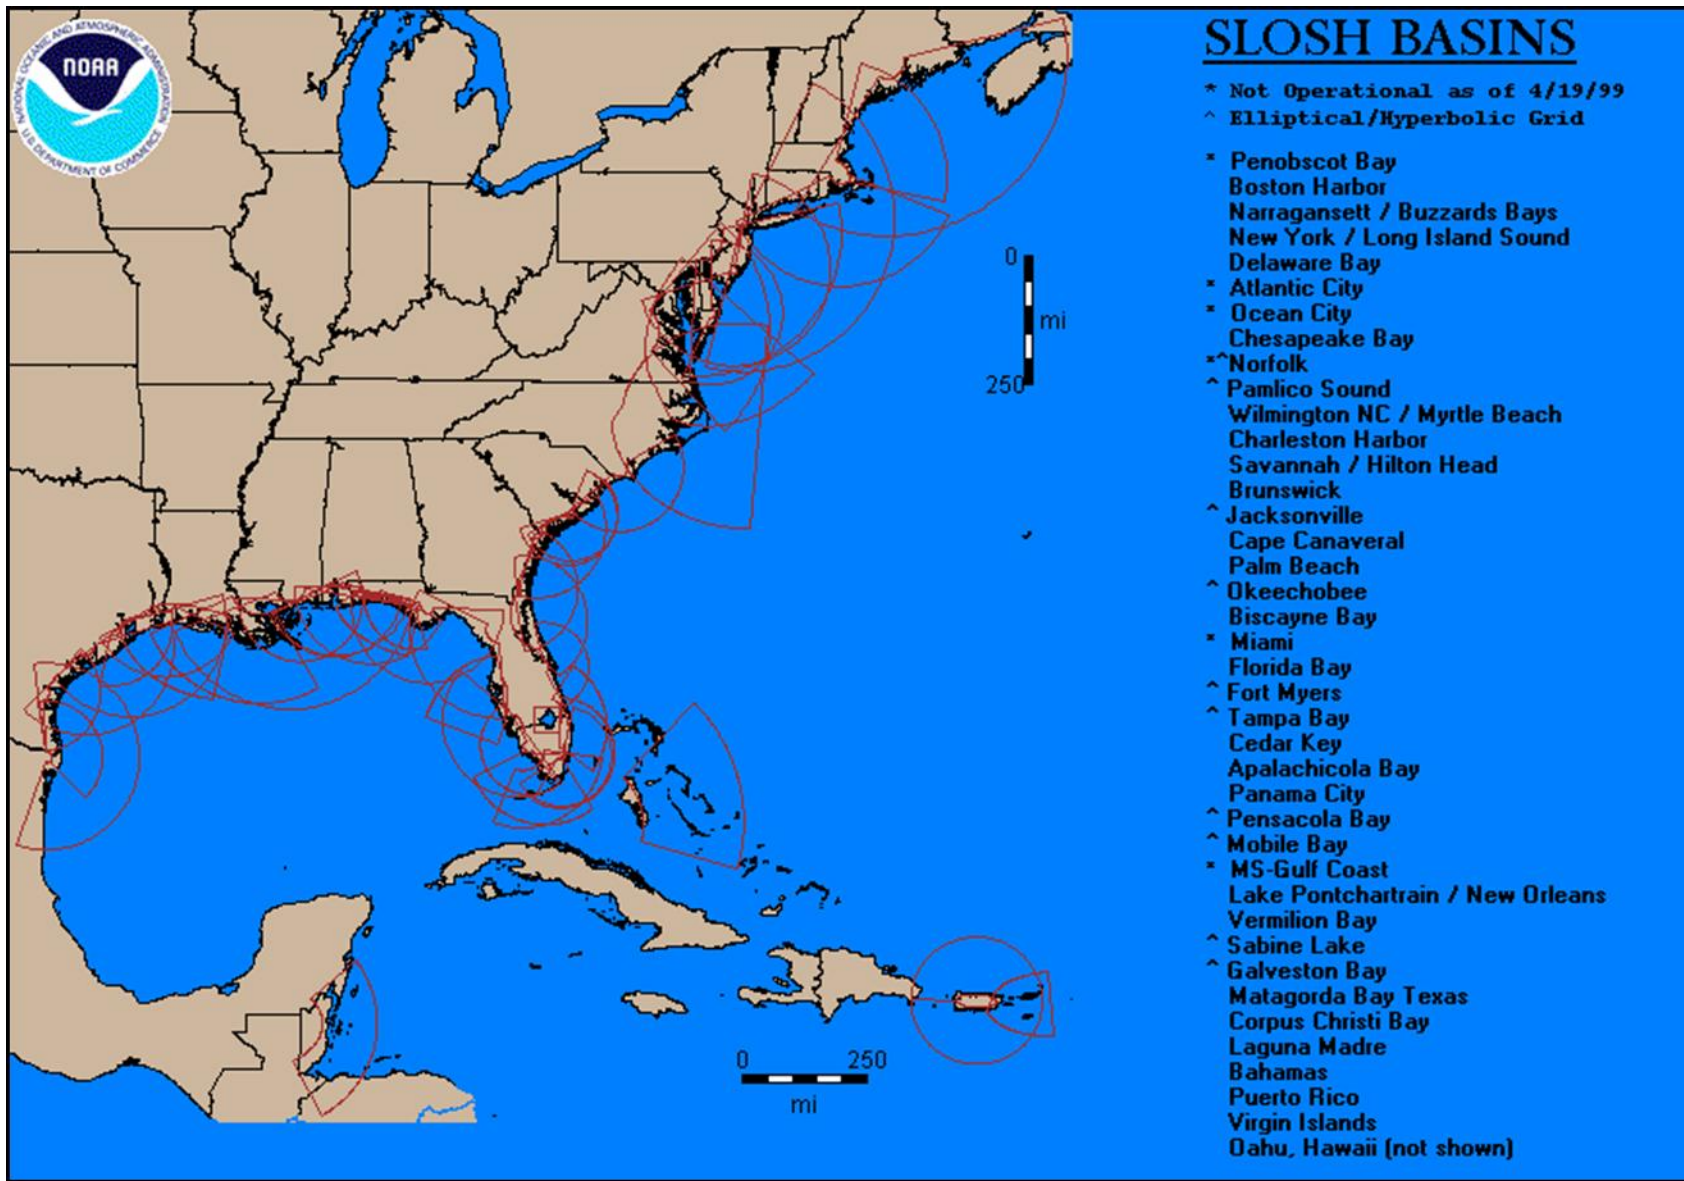 NATIONAL OCEANIC AND ATMOSPHERIC ADMINISTRATION
NOAA
U.S. DEPARTMENT OF COMMERCE
SLOSH BASINS
* Not Operational as of 4/19/99
^ Elliptical/Hyperbolic Grid
* Penobscot Bay
Boston Harbor
Narragansett / Buzzards Bays
New York / Long Island Sound
Delaware Bay
* Atlantic City
* Ocean City
Chesapeake Bay
*^Norfolk
^ Pamlico Sound
Wilmington NC / Myrtle Beach
Charleston Harbor
Savannah / Hilton Head
Brunswick
^ Jacksonville
Cape Canaveral
Palm Beach
^ Okeechobee
Biscayne Bay
* Miami
Florida Bay
^ Fort Myers
^ Tampa Bay
Cedar Key
Apalachicola Bay
Panama City
^ Pensacola Bay
^ Mobile Bay
* MS-Gulf Coast
Lake Pontchartrain / New Orleans
Vermilion Bay
^ Sabine Lake
^ Galveston Bay
Matagorda Bay Texas
Corpus Christi Bay
Laguna Madre
Bahamas
Puerto Rico
Virgin Islands
Oahu, Hawaii (not shown)
0
mi
250
0 250
mi